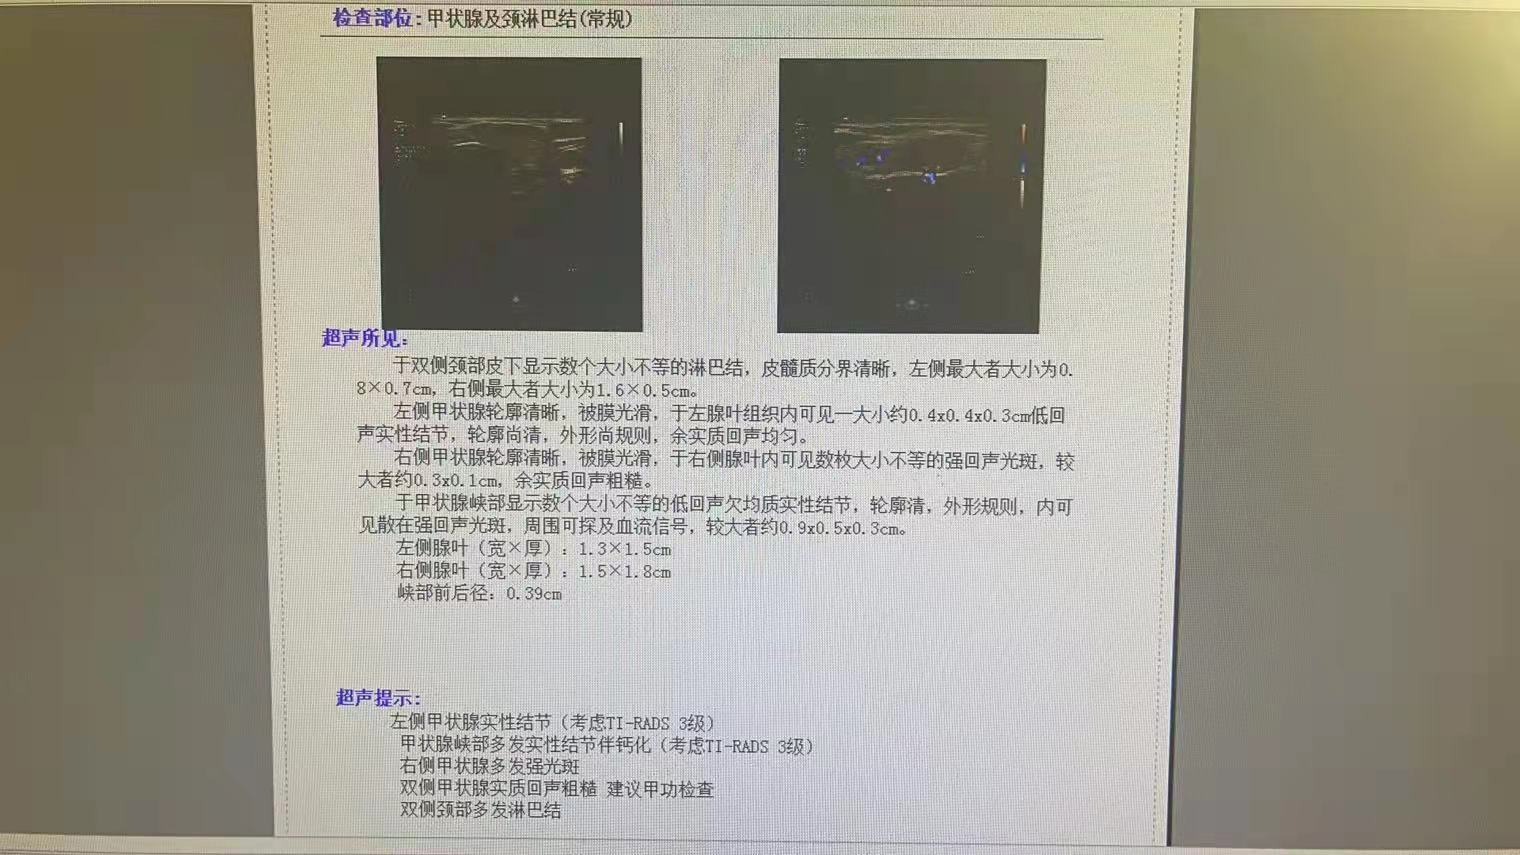 检查部位:甲状腺及颈淋巴结(常规)
超声所见:
于双侧颈部皮下显示数个大小不等的淋巴结，皮髓质分界清晰，左侧最大者大小为0.
8×0.7cm，右侧最大者大小为1.6×0.5cm。
左侧甲状腺轮廓清晰，被膜光滑，于左腺叶组织内可见一大小约0.4x0.4x0.3cm低回
声实性结节，轮廓尚清，外形尚规则，余实质回声均匀。
右侧甲状腺轮廓清晰，被膜光滑，于右侧腺叶内可见数枚大小不等的强回声光斑，较
大者约0.3x0.1cm，余实质回声粗糙。
于甲状腺峡部显示数个大小不等的低回声欠均质实性结节，轮廓清，外形规则，内可
见散在强回声光斑，周围可探及血流信号，较大者约0.9x0.5x0.3cm。
左侧腺叶（宽×厚）：1.3×1.5cm
右侧腺叶（宽×厚）：1.5×1.8cm
峡部前后径：0.39cm
超声提示:
左侧甲状腺实性结节（考虑TI-RADS 3级）
甲状腺峡部多发实性结节伴钙化（考虑TI-RADS 3级）
右侧甲状腺多发强光斑
双侧甲状腺实质回声粗糙 建议甲功检查
双侧颈部多发淋巴结